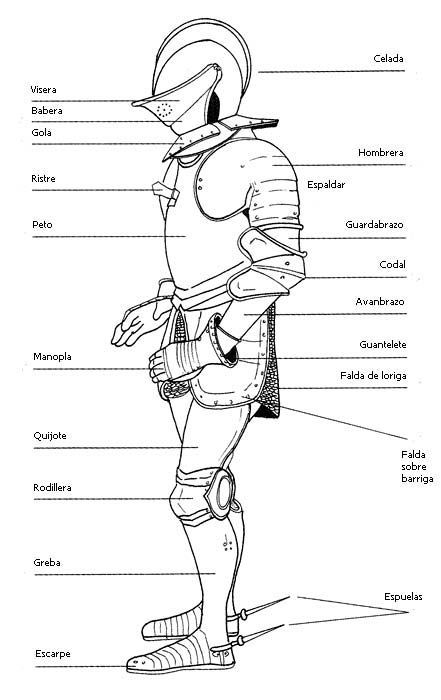 Celada
Visera
Babera
Gola
Hombrera
Ristre
Espaldar
Peto
Guardabrazo
Codal
Avanbrazo
Manopla
Guantelete
Falda de loriga
Quijote
Falda
sobre
barriga
Rodillera
Greba
Espuelas
Escarpe